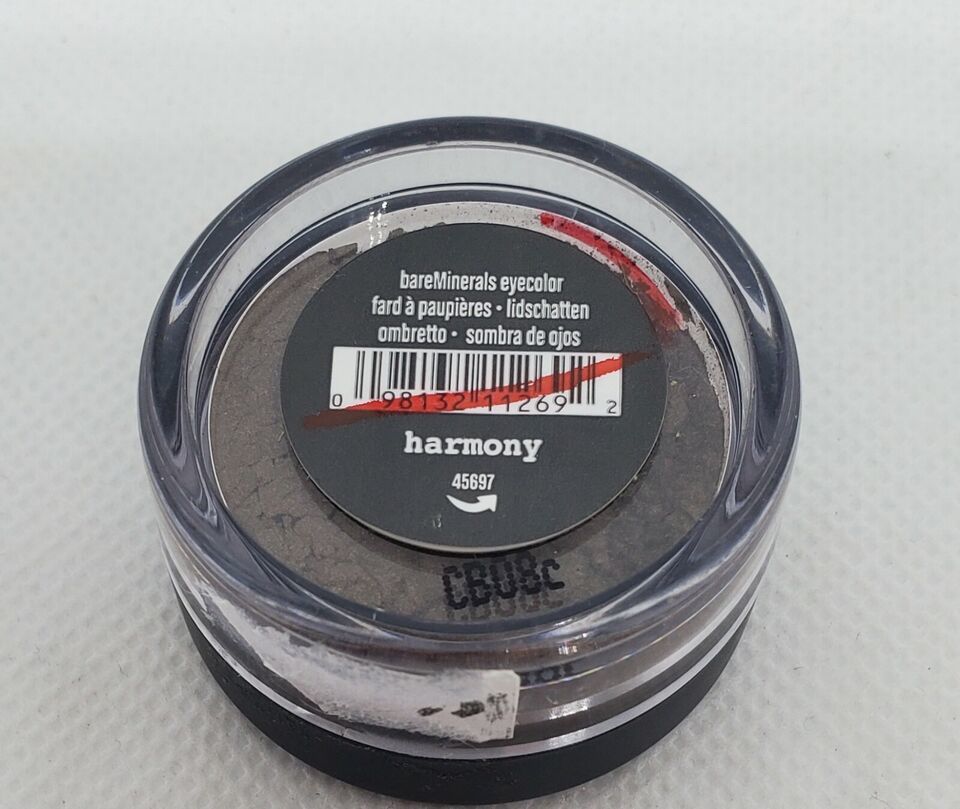 bareMinerals eyecolor
fard à paupières • lidschatten
ombretto • sombra de ojos
0 98132 11269 2
harmony
45697
CB08c